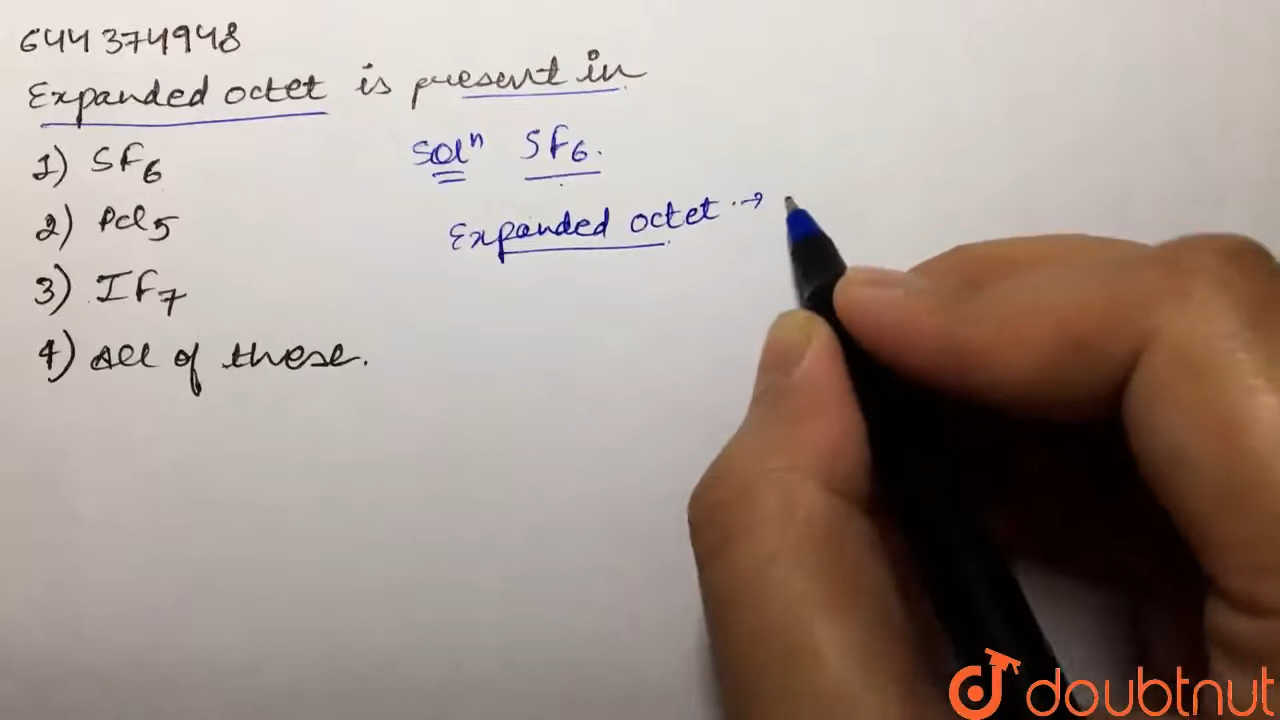 644374948
Expanded octet is present in
1) SF6
2) PCl5
3) IF7
4) All of these.
Solⁿ SF6.
Expanded octet →
doubtnut